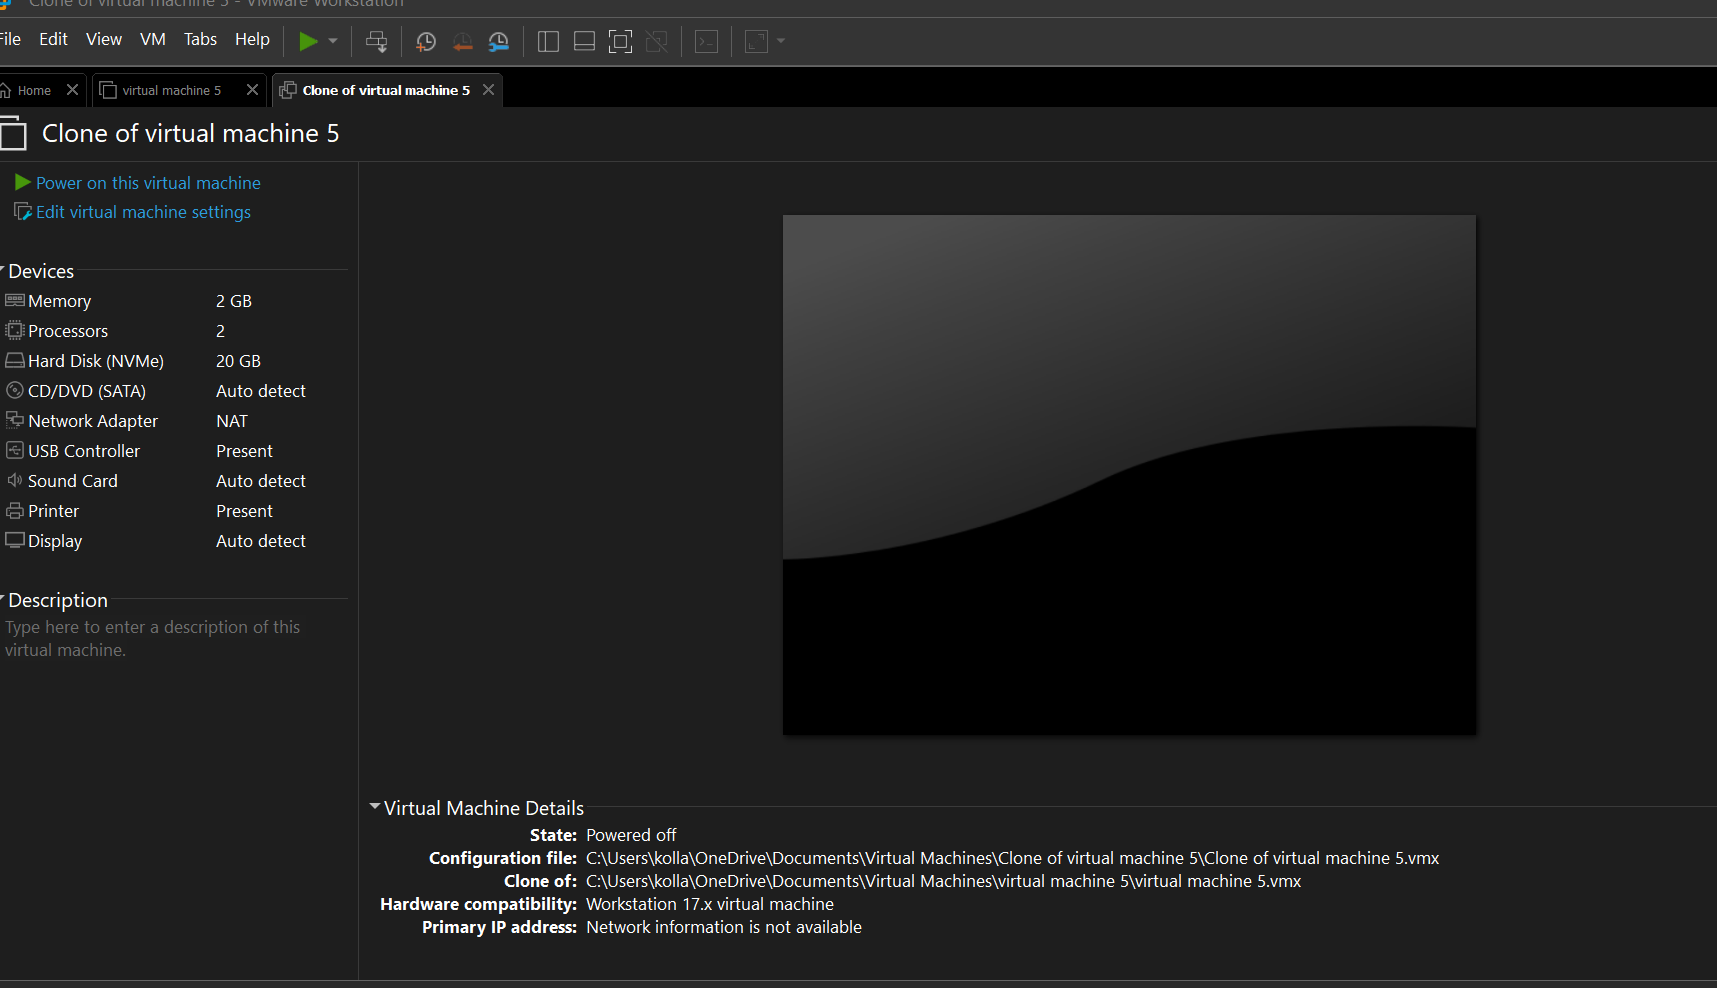 Clone of virtual machine 5 - VMware Workstation
File Edit View VM Tabs Help
Home virtual machine 5 Clone of virtual machine 5
Clone of virtual machine 5
Power on this virtual machine
Edit virtual machine settings
Devices
Memory 2 GB
Processors 2
Hard Disk (NVMe) 20 GB
CD/DVD (SATA) Auto detect
Network Adapter NAT
USB Controller Present
Sound Card Auto detect
Printer Present
Display Auto detect
Description
Type here to enter a description of this
virtual machine.
Virtual Machine Details
State: Powered off
Configuration file: C:\Users\kolla\OneDrive\Documents\Virtual Machines\Clone of virtual machine 5\Clone of virtual machine 5.vmx
Clone of: C:\Users\kolla\OneDrive\Documents\Virtual Machines\virtual machine 5\virtual machine 5.vmx
Hardware compatibility: Workstation 17.x virtual machine
Primary IP address: Network information is not available